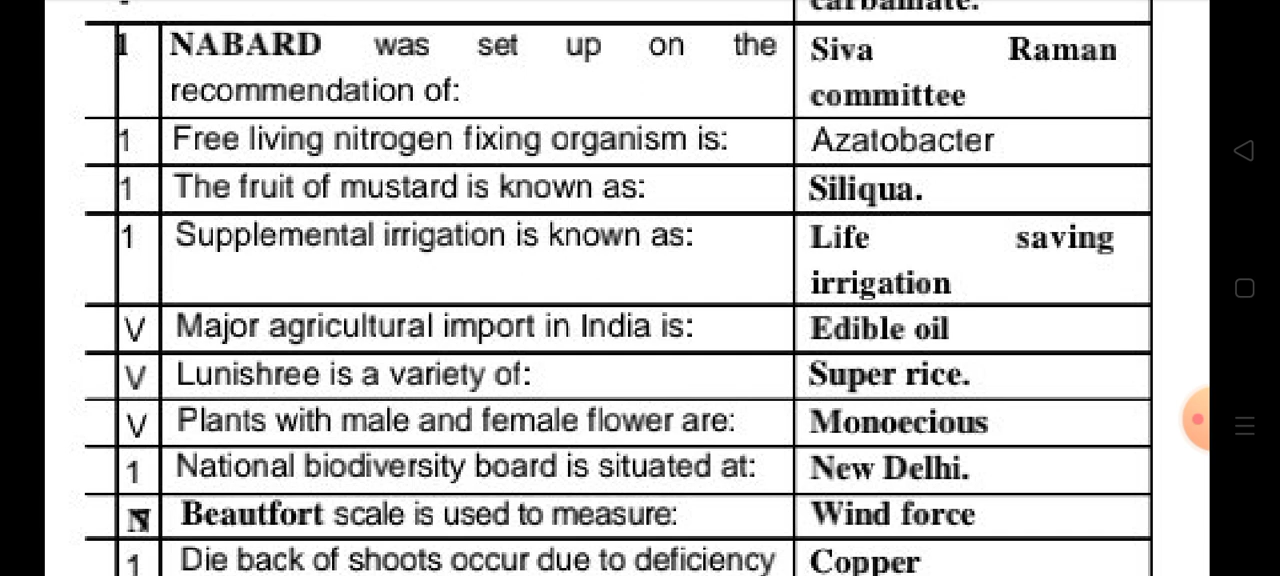 carbamate.
1 NABARD was set up on the Siva Raman
recommendation of: committee
1 Free living nitrogen fixing organism is: Azatobacter
1 The fruit of mustard is known as: Siliqua.
1 Supplemental irrigation is known as: Life saving
irrigation
V Major agricultural import in India is: Edible oil
V Lunishree is a variety of: Super rice.
V Plants with male and female flower are: Monoecious
1 National biodiversity board is situated at: New Delhi.
Beautfort scale is used to measure: Wind force
1 Die back of shoots occur due to deficiency Copper